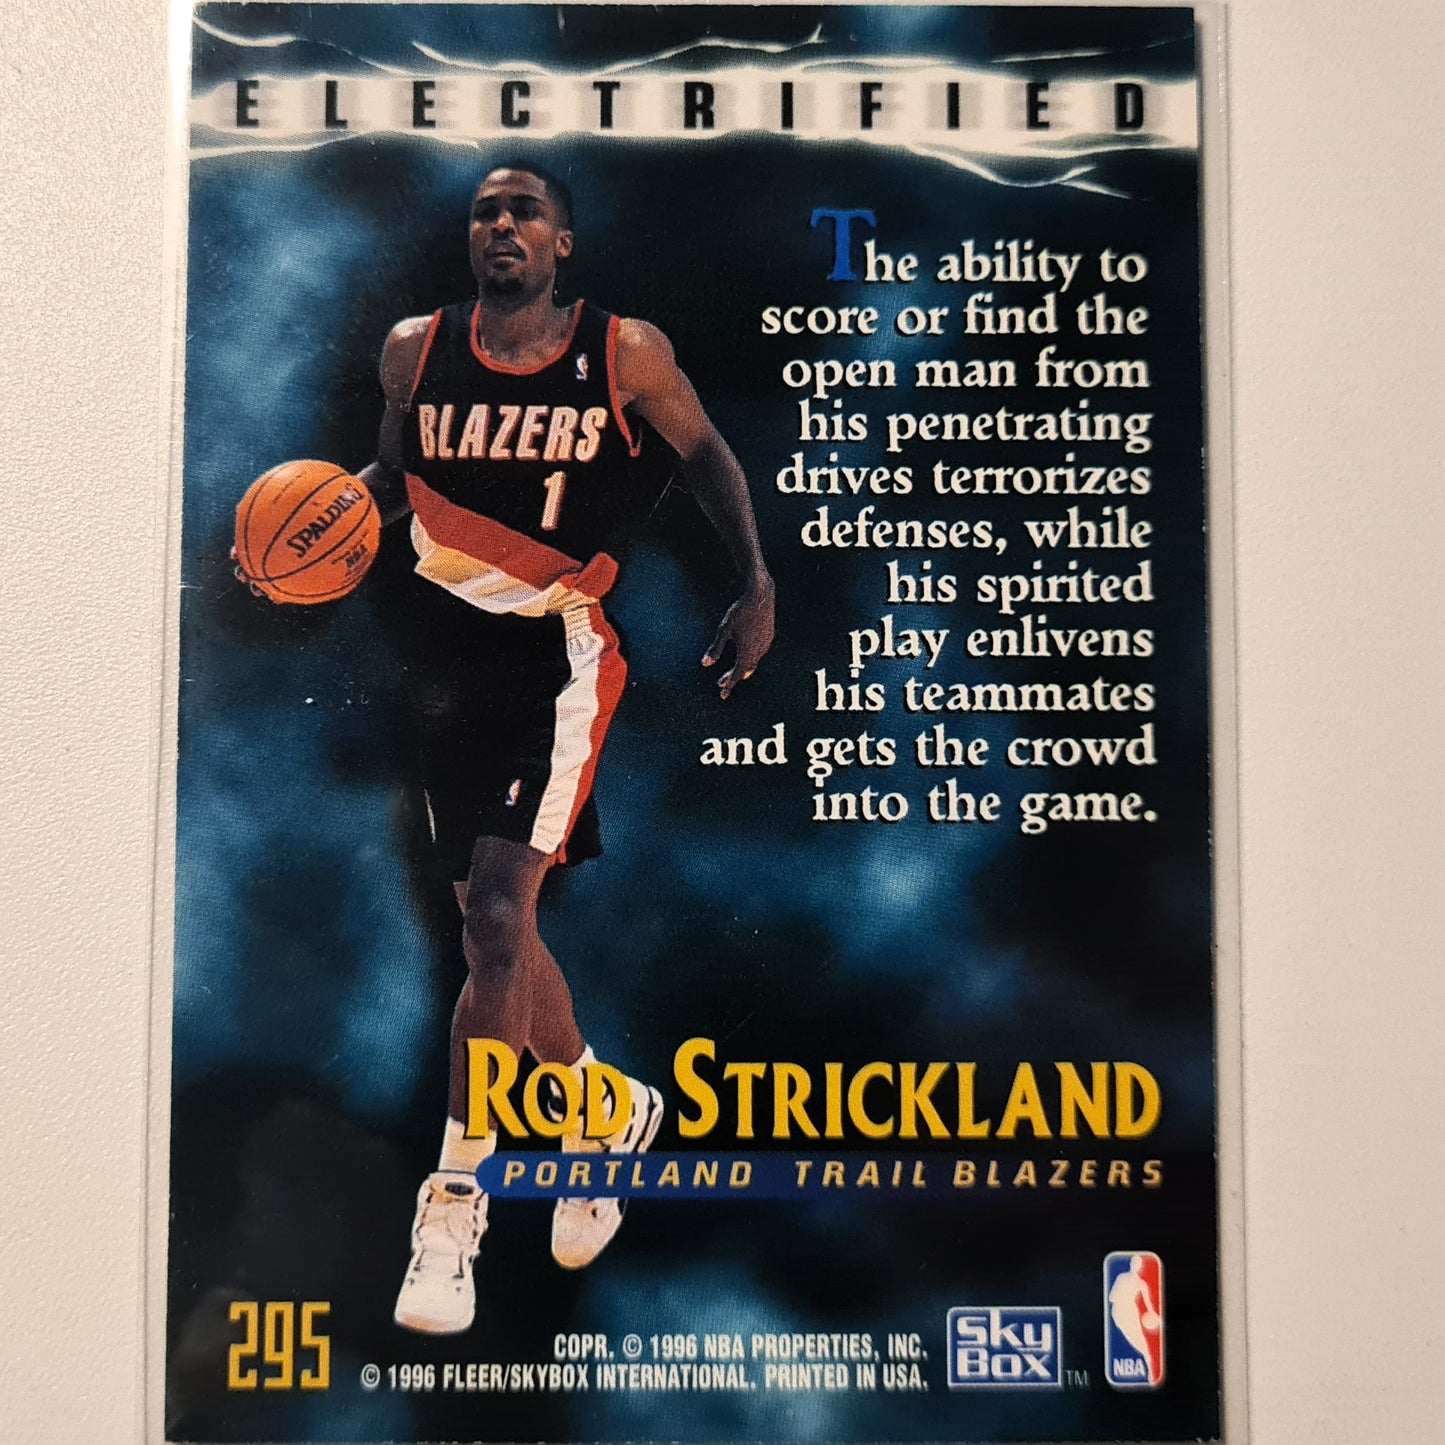 ELECTRIFIED
The ability to
score or find the
open man from
his penetrating
drives terrorizes
defenses, while
his spirited
play enlivens
his teammates
and gets the crowd
into the game.
BLAZERS
1
SPALDING
NBA
ROD STRICKLAND
PORTLAND TRAIL BLAZERS
295
COPR. © 1996 NBA PROPERTIES, INC.
© 1996 FLEER/SKYBOX INTERNATIONAL. PRINTED IN USA.
Sky
BOX TM
NBA